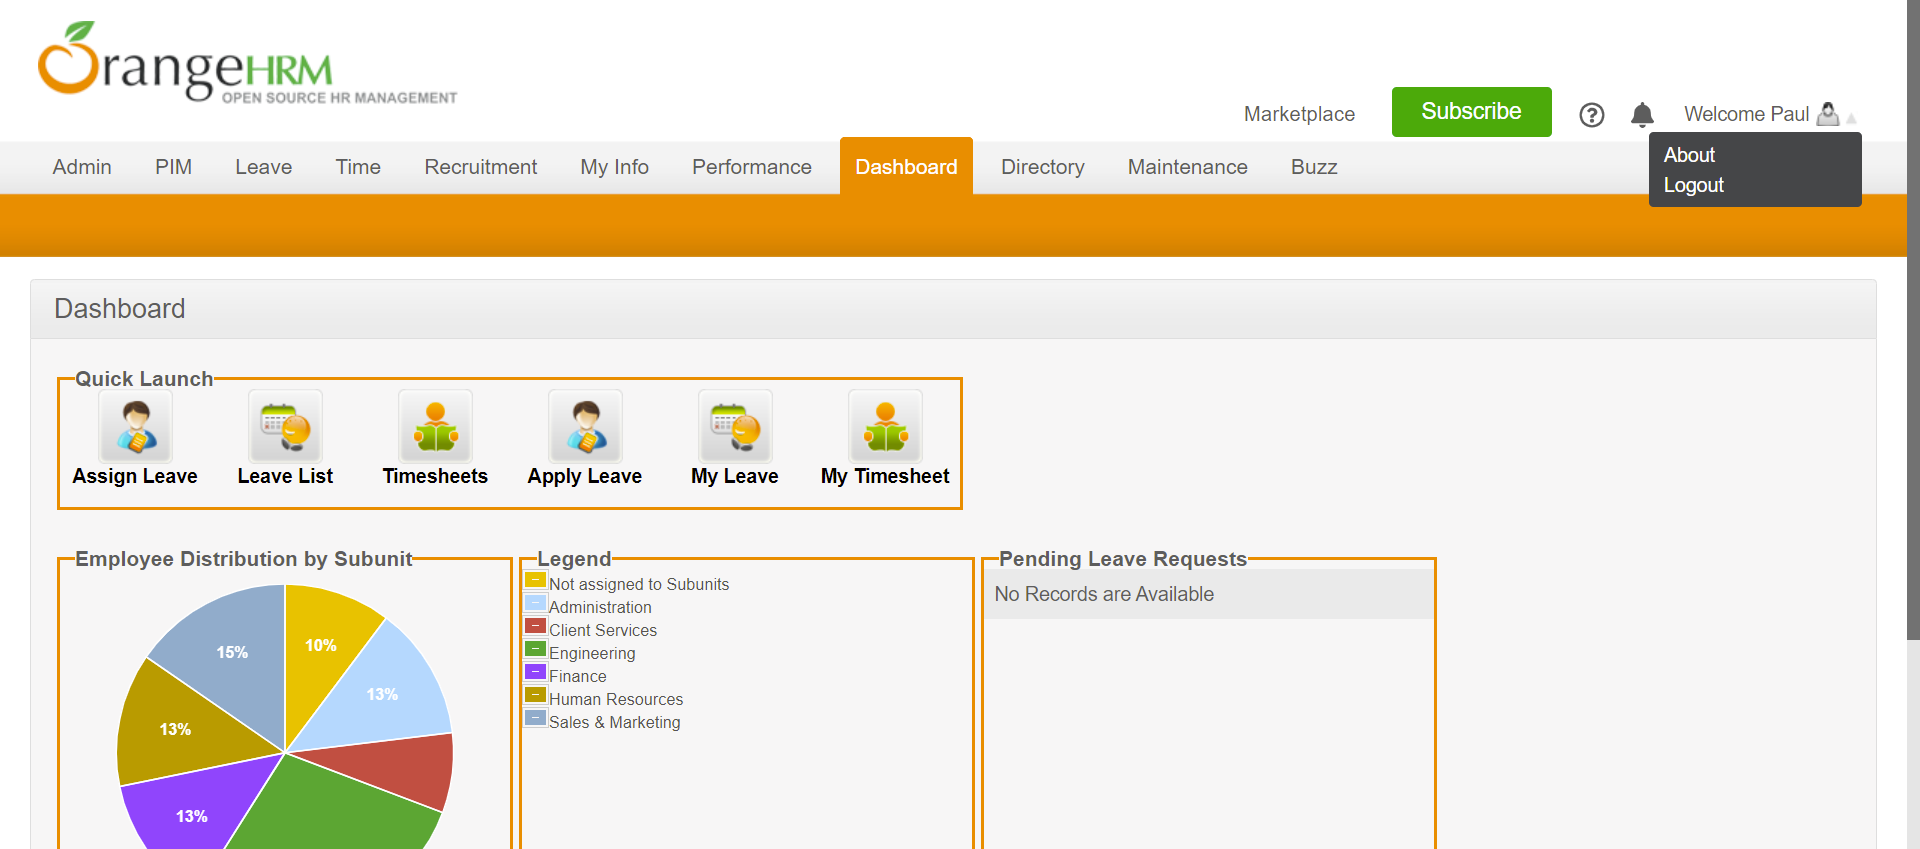 OrangeHRM
OPEN SOURCE HR MANAGEMENT
Marketplace
Subscribe
Welcome Paul
About
Logout
Admin PIM Leave Time Recruitment My Info Performance Dashboard Directory Maintenance Buzz
Dashboard
Quick Launch
Assign Leave Leave List Timesheets Apply Leave My Leave My Timesheet
Employee Distribution by Subunit
10%
13%
15%
13%
13%
Legend
Not assigned to Subunits
Administration
Client Services
Engineering
Finance
Human Resources
Sales & Marketing
Pending Leave Requests
No Records are Available